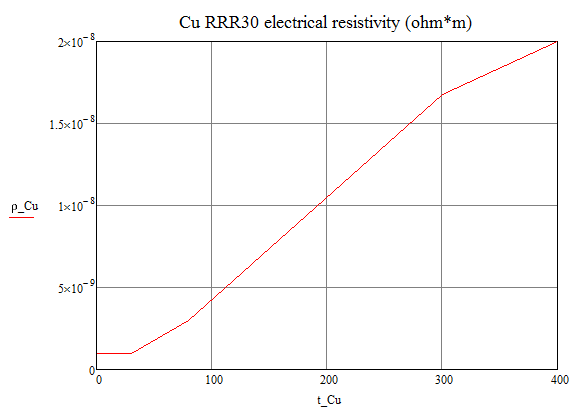 Cu RRR30 electrical resistivity (ohm*m)
2×10⁻⁸
1.5×10⁻⁸
ρ_Cu
1×10⁻⁸
5×10⁻⁹
0
0 100 200 300 400
t_Cu